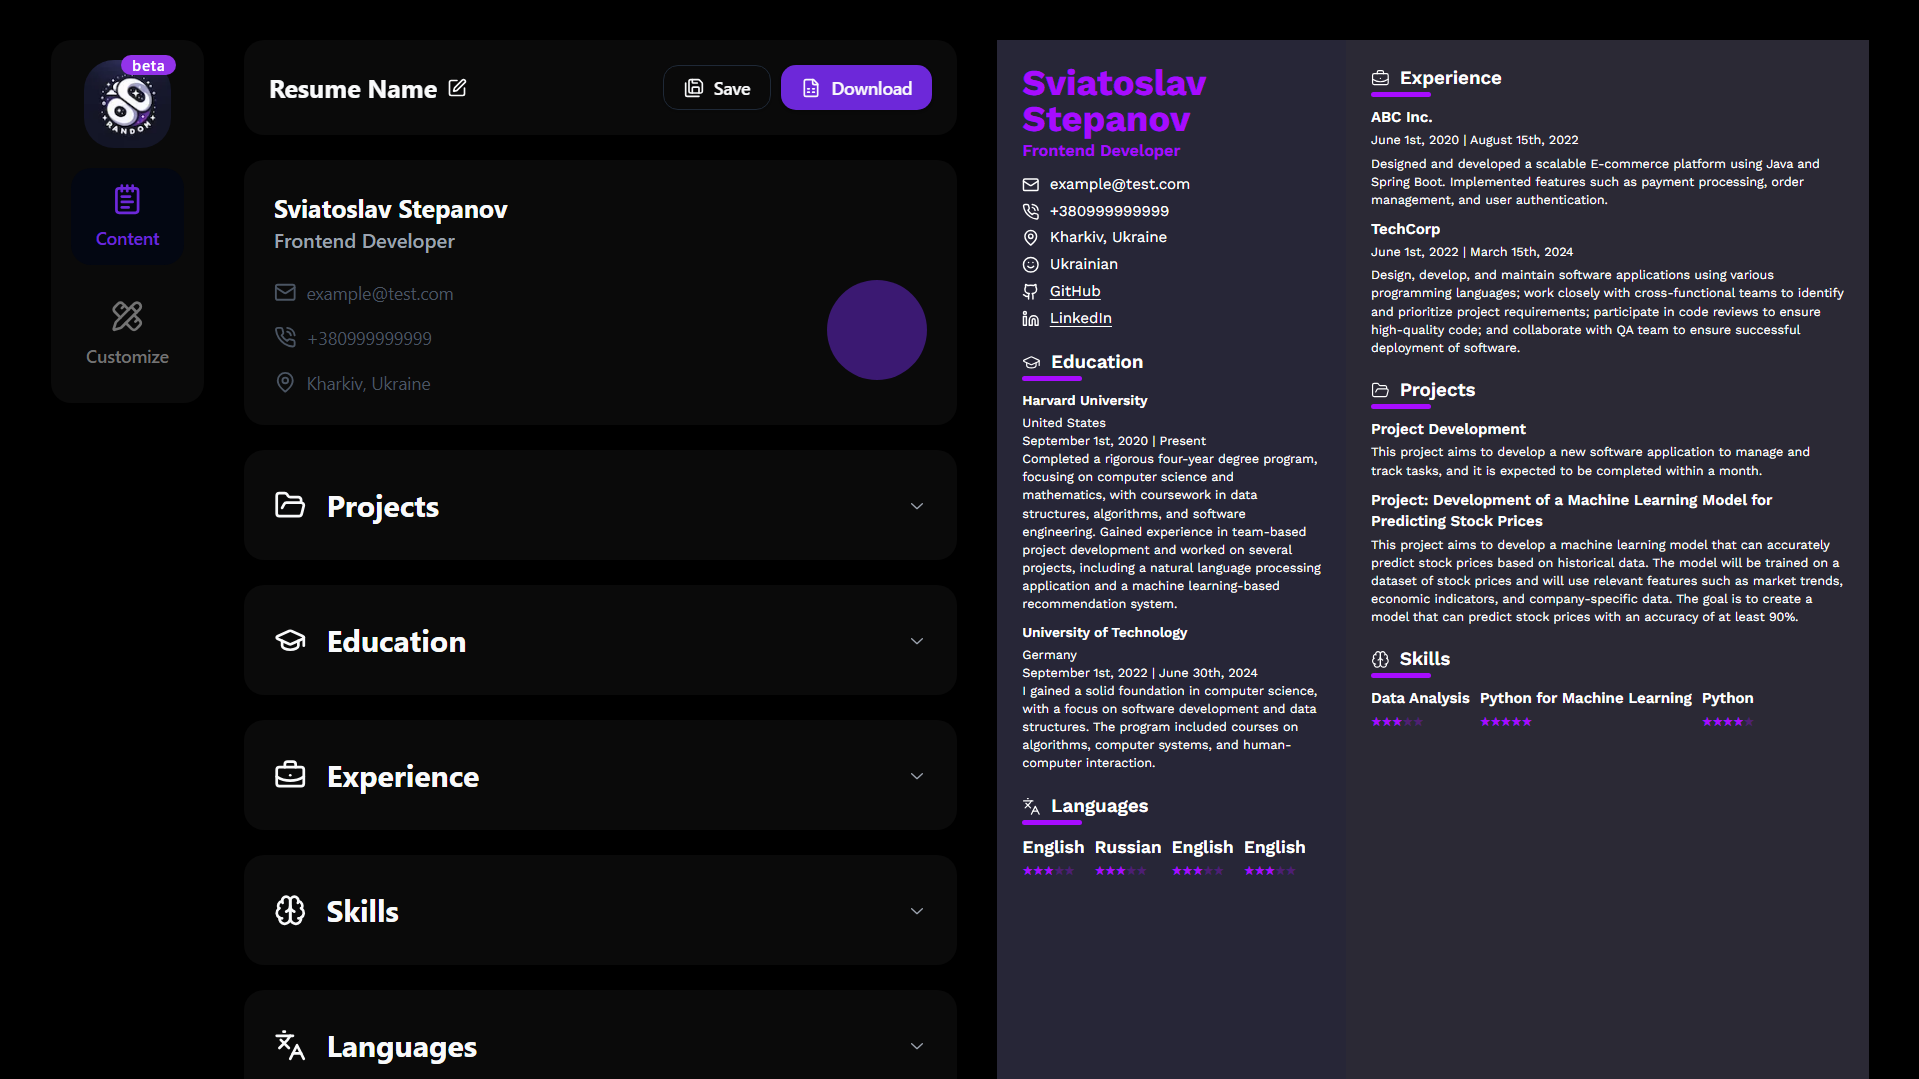 beta
RANDOM
Content
Customize
Resume Name
Save
Download
Sviatoslav Stepanov
Frontend Developer
example@test.com
+380999999999
Kharkiv, Ukraine
Projects
Education
Experience
Skills
Languages
Sviatoslav
Stepanov
Frontend Developer
example@test.com
+380999999999
Kharkiv, Ukraine
Ukrainian
GitHub
LinkedIn
Education
Harvard University
United States
September 1st, 2020 | Present
Completed a rigorous four-year degree program,
focusing on computer science and
mathematics, with coursework in data
structures, algorithms, and software
engineering. Gained experience in team-based
project development and worked on several
projects, including a natural language processing
application and a machine learning-based
recommendation system.
University of Technology
Germany
September 1st, 2022 | June 30th, 2024
I gained a solid foundation in computer science,
with a focus on software development and data
structures. The program included courses on
algorithms, computer systems, and human-
computer interaction.
Languages
English Russian English English
Experience
ABC Inc.
June 1st, 2020 | August 15th, 2022
Designed and developed a scalable E-commerce platform using Java and
Spring Boot. Implemented features such as payment processing, order
management, and user authentication.
TechCorp
June 1st, 2022 | March 15th, 2024
Design, develop, and maintain software applications using various
programming languages; work closely with cross-functional teams to identify
and prioritize project requirements; participate in code reviews to ensure
high-quality code; and collaborate with QA team to ensure successful
deployment of software.
Projects
Project Development
This project aims to develop a new software application to manage and
track tasks, and it is expected to be completed within a month.
Project: Development of a Machine Learning Model for
Predicting Stock Prices
This project aims to develop a machine learning model that can accurately
predict stock prices based on historical data. The model will be trained on a
dataset of stock prices and will use relevant features such as market trends,
economic indicators, and company-specific data. The goal is to create a
model that can predict stock prices with an accuracy of at least 90%.
Skills
Data Analysis Python for Machine Learning Python